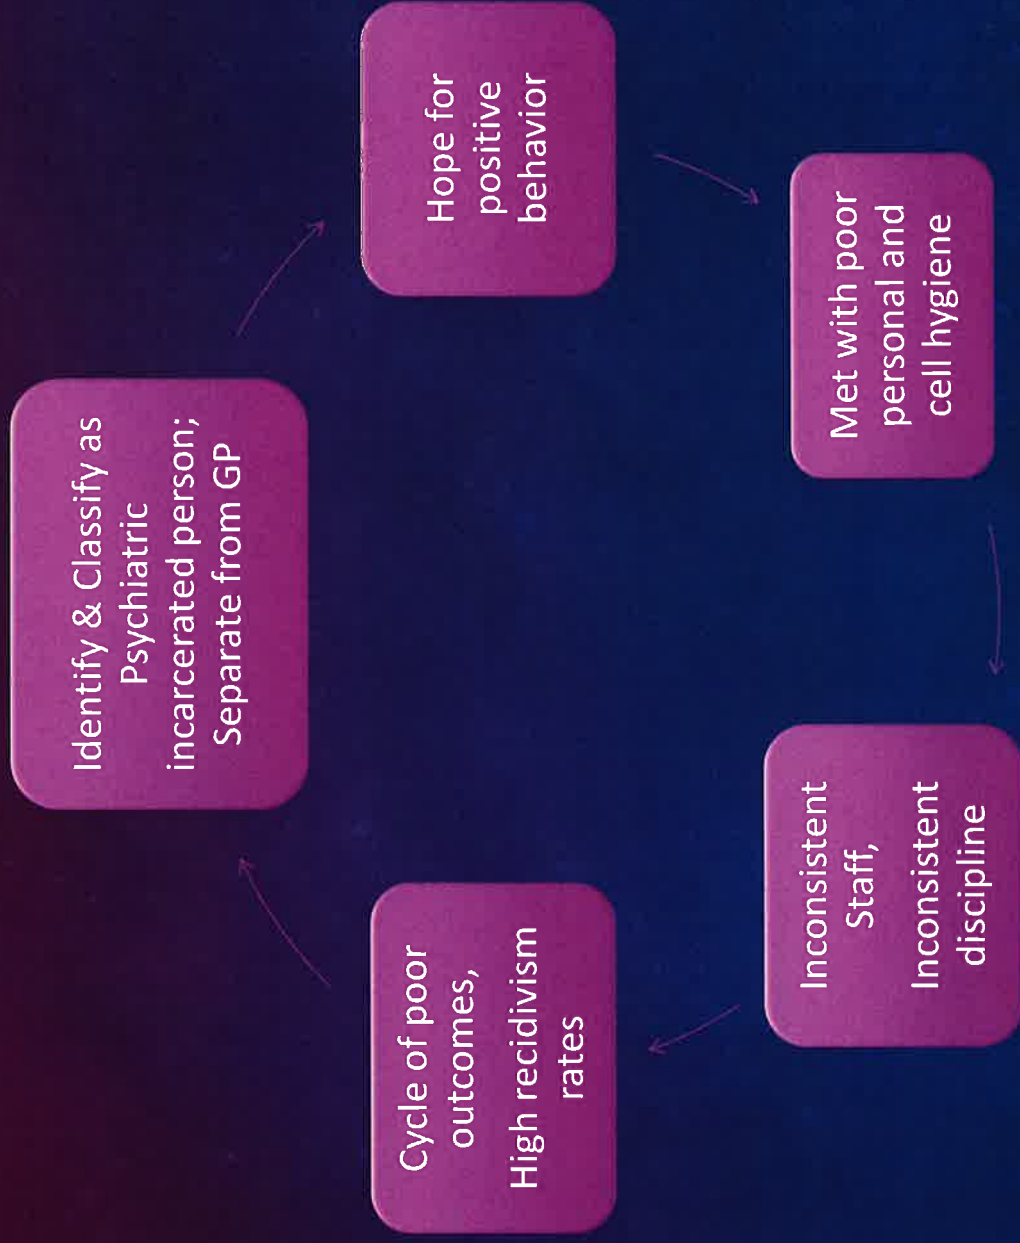 Identify & Classify as
Psychiatric
incarcerated person;
Separate from GP
Hope for
positive
behavior
Met with poor
personal and
cell hygiene
Inconsistent
Staff,
Inconsistent
discipline
Cycle of poor
outcomes,
High recidivism
rates